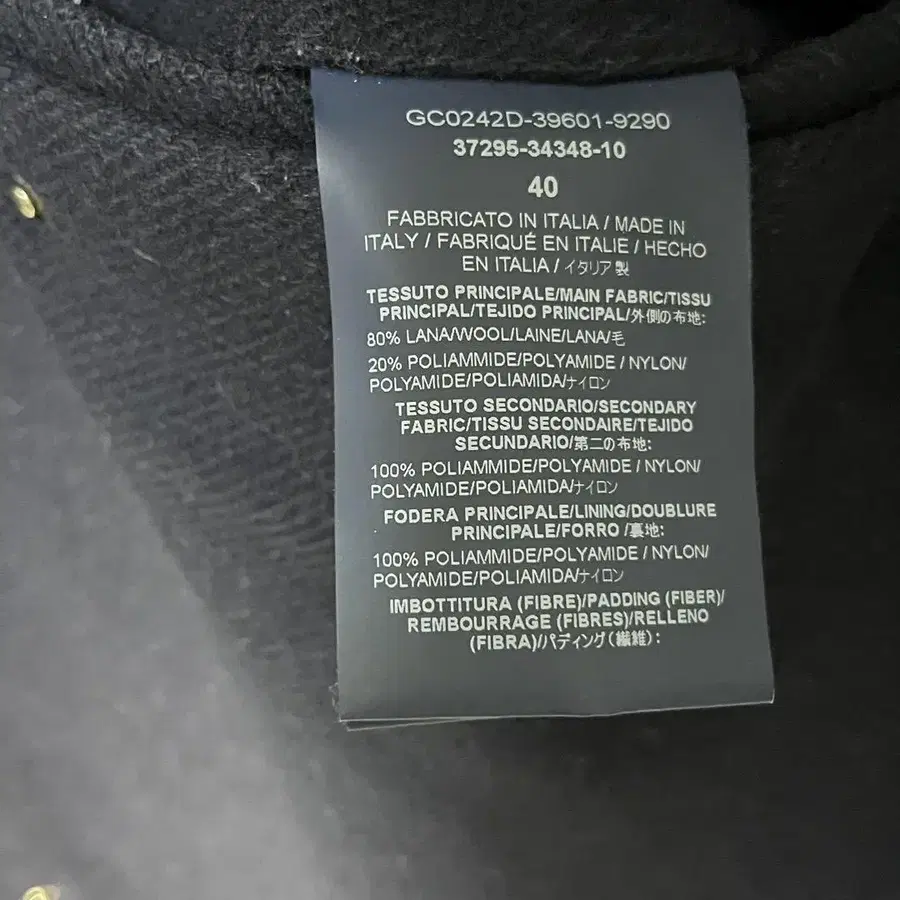 GC0242D-39601-9290
37295-34348-10
40
FABBRICATO IN ITALIA / MADE IN
ITALY / FABRIQUÉ EN ITALIE / HECHO
EN ITALIA / イタリア製
TESSUTO PRINCIPALE/MAIN FABRIC/TISSU
PRINCIPAL/TEJIDO PRINCIPAL/外側の布地:
80% LANA/WOOL/LAINE/LANA/毛
20% POLIAMMIDE/POLYAMIDE / NYLON/
POLYAMIDE/POLIAMIDA/ナイロン
TESSUTO SECONDARIO/SECONDARY
FABRIC/TISSU SECONDAIRE/TEJIDO
SECUNDARIO/第二の布地:
100% POLIAMMIDE/POLYAMIDE / NYLON/
POLYAMIDE/POLIAMIDA/ナイロン
FODERA PRINCIPALE/LINING/DOUBLURE
PRINCIPALE/FORRO /裏地:
100% POLIAMMIDE/POLYAMIDE / NYLON/
POLYAMIDE/POLIAMIDA/ナイロン
IMBOTTITURA (FIBRE)/PADDING (FIBER)/
REMBOURRAGE (FIBRES)/RELLENO
(FIBRA)/パディング(繊維):